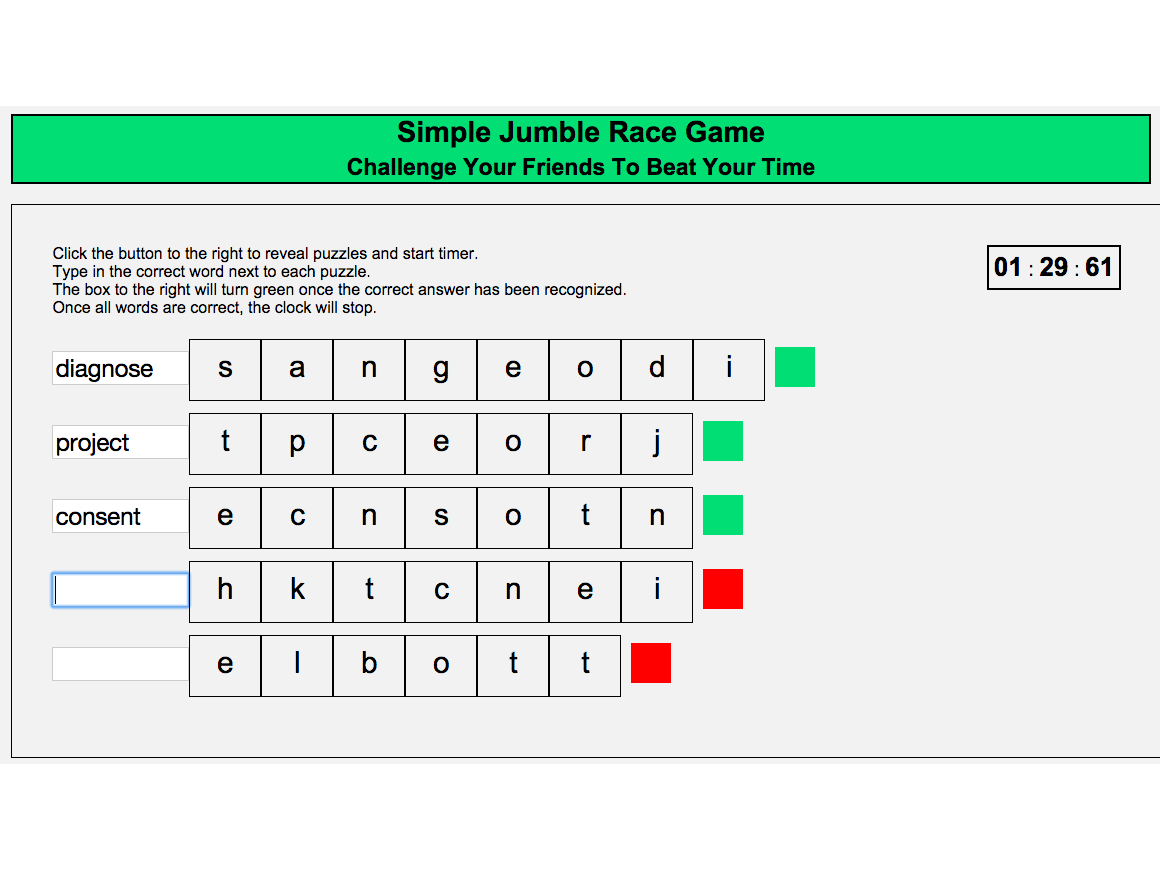 Simple Jumble Race Game
Challenge Your Friends To Beat Your Time
Click the button to the right to reveal puzzles and start timer.
Type in the correct word next to each puzzle.
The box to the right will turn green once the correct answer has been recognized.
Once all words are correct, the clock will stop.
01 : 29 : 61
diagnose s a n g e o d i
project t p c e o r j
consent e c n s o t n
h k t c n e i
e l b o t t